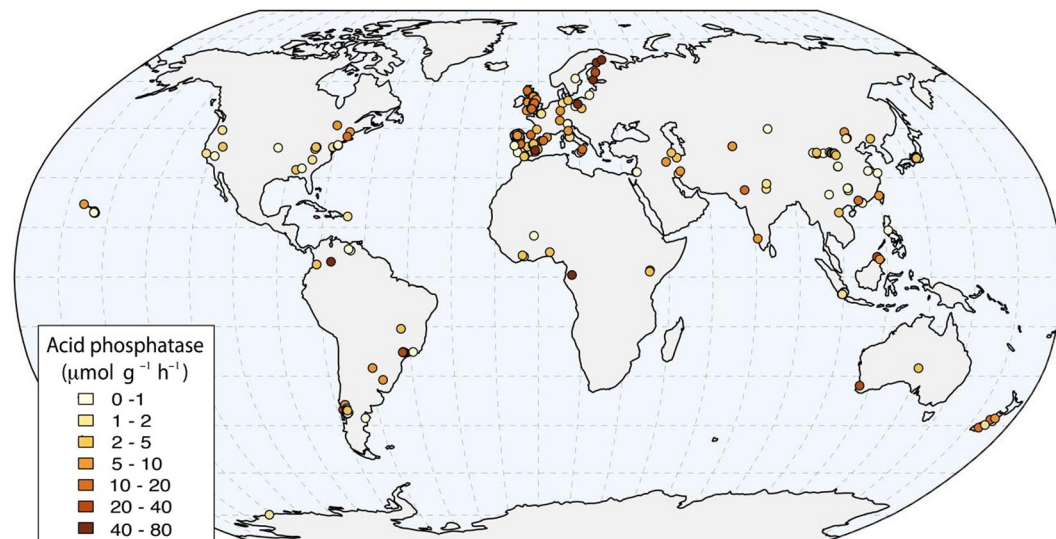 Acid phosphatase
(μmol g⁻¹ h⁻¹)
0 -1
1 - 2
2 - 5
5 - 10
10 - 20
20 - 40
40 - 80